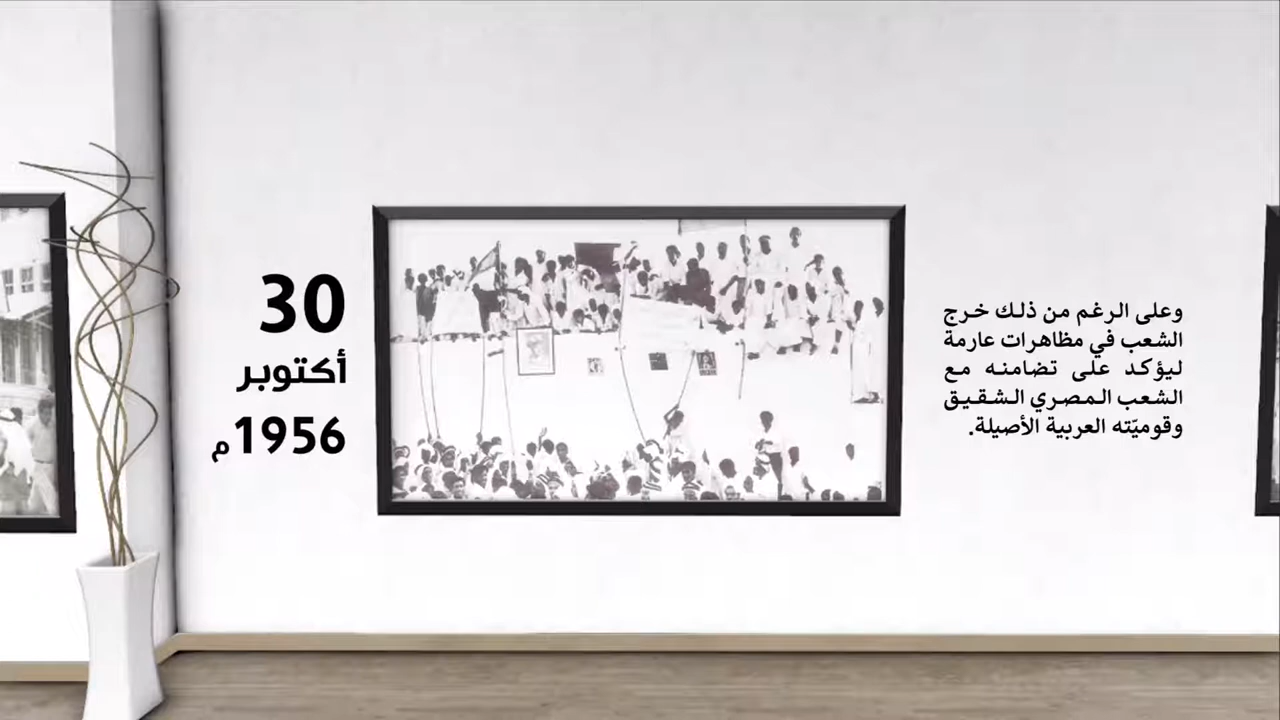 30
أكتوبر
1956م
وعلى الرغم من ذلك خرج
الشعب في مظاهرات عارمة
ليؤكد على تضامنه مع
الشعب المصري الشقيق
وقوميّته العربية الأصيلة.